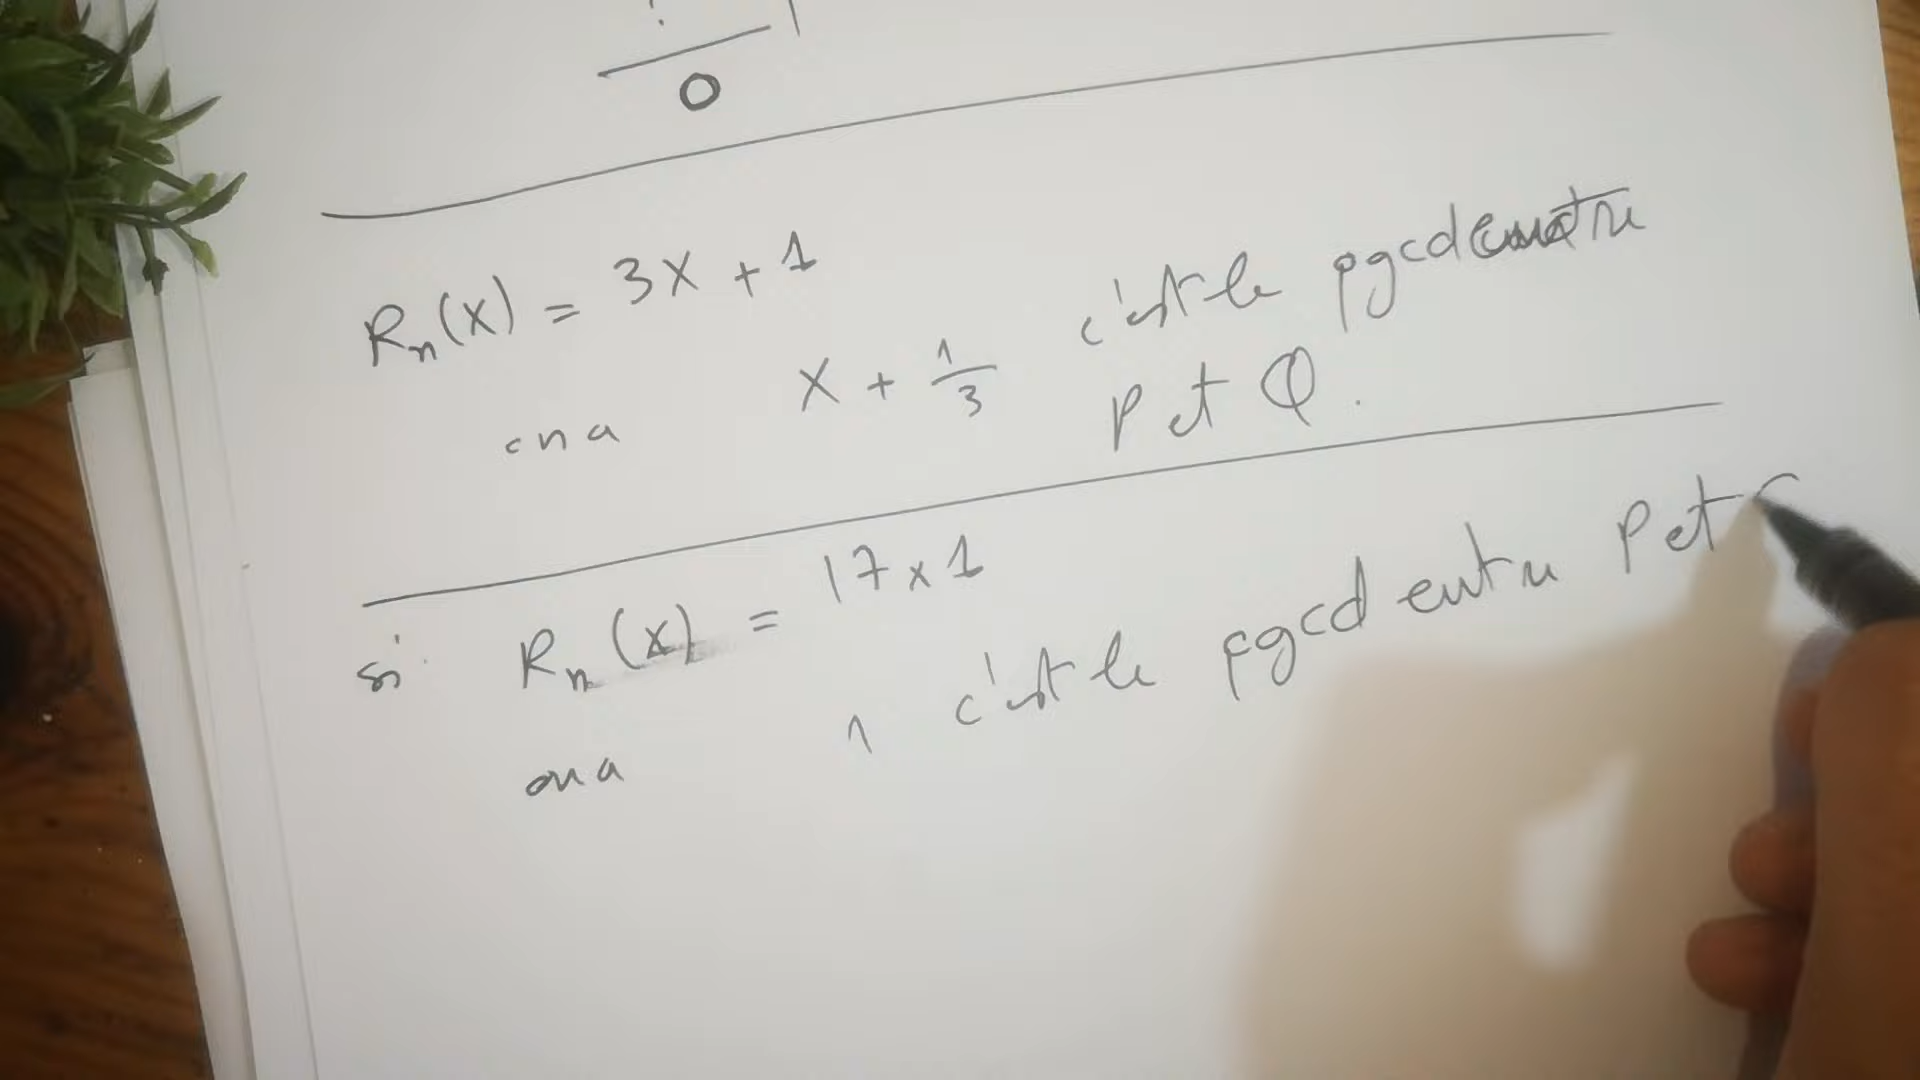 0
Rn(x) = 3X + 1
on a X + 1/3 c'est le pgcd entre
P et Q.
si Rn(x) = 17 x 1
on a 1 c'est le pgcd entre P et